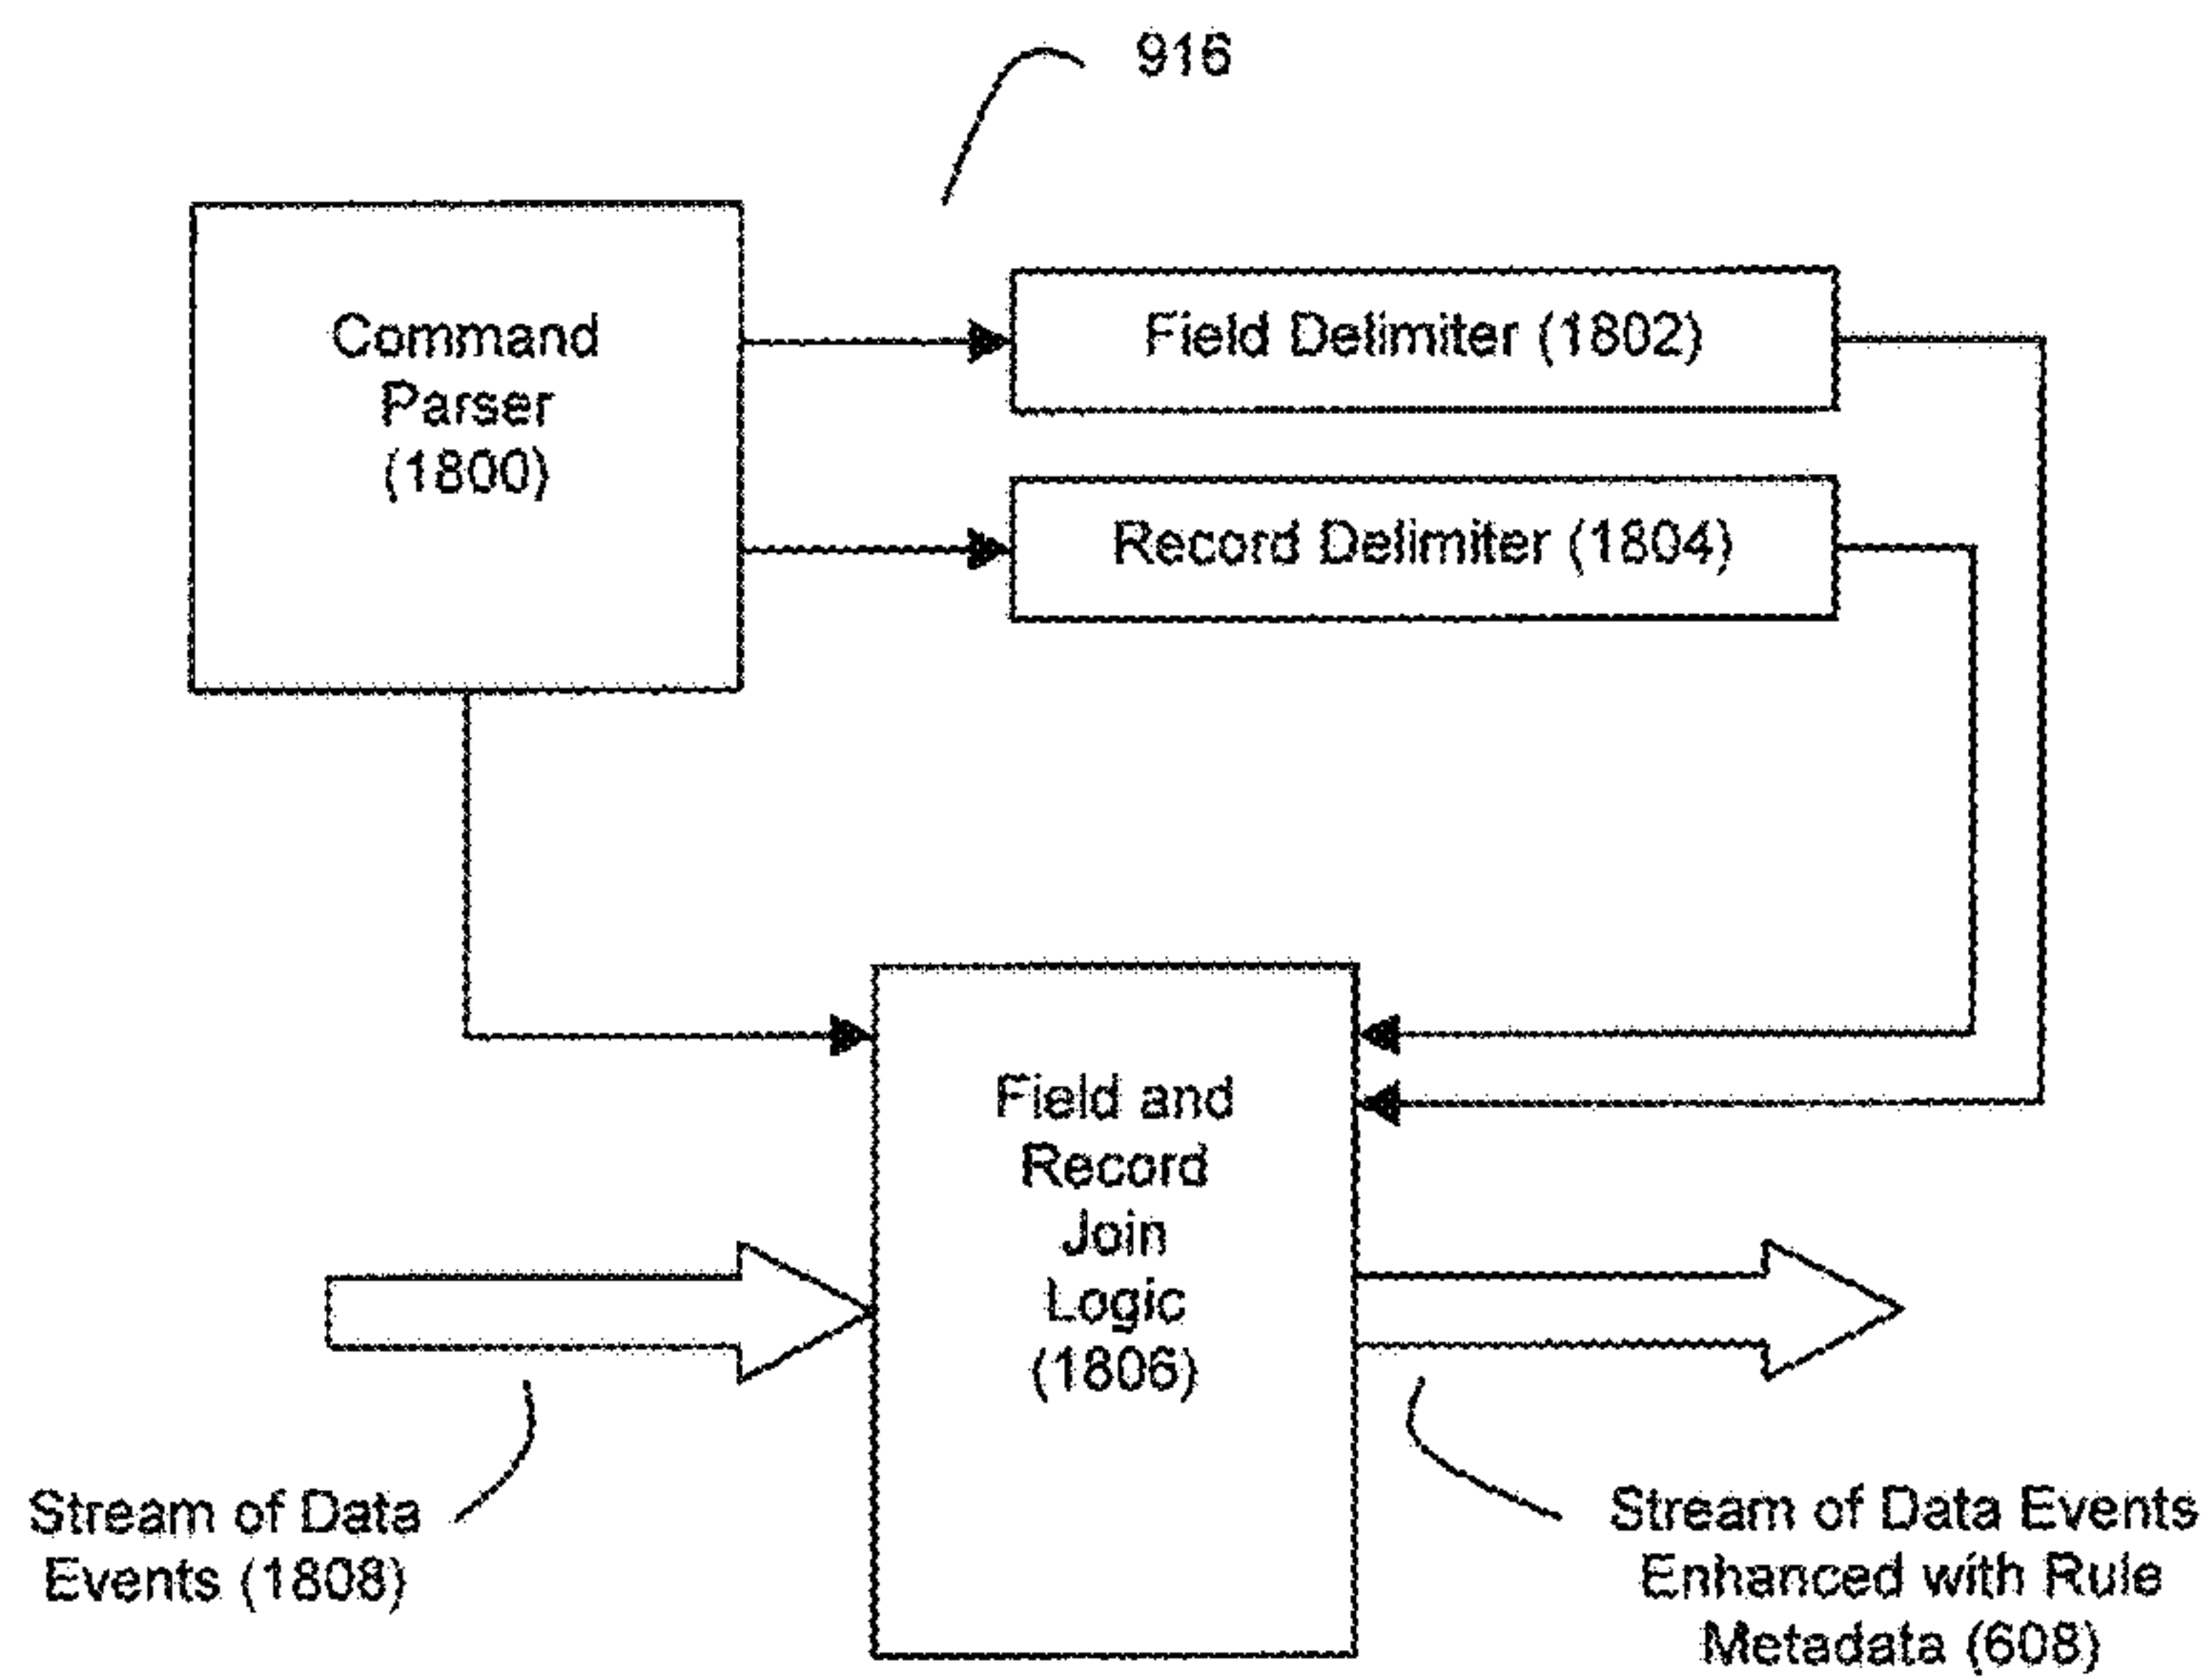 916
Command
Parser
(1800)
Field Delimiter (1802)
Record Delimiter (1804)
Field and
Record
Join
Logic
(1806)
Stream of Data
Events (1808)
Stream of Data Events
Enhanced with Rule
Metadata (608)